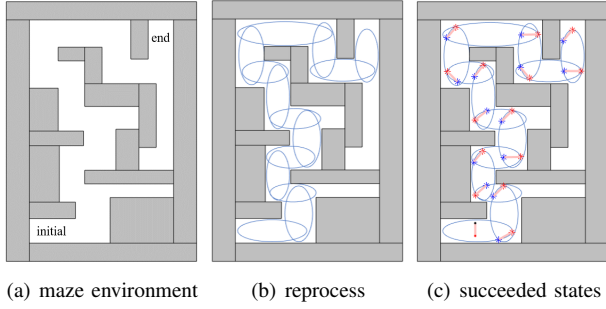 end
initial
(a) maze environment (b) reprocess (c) succeeded states